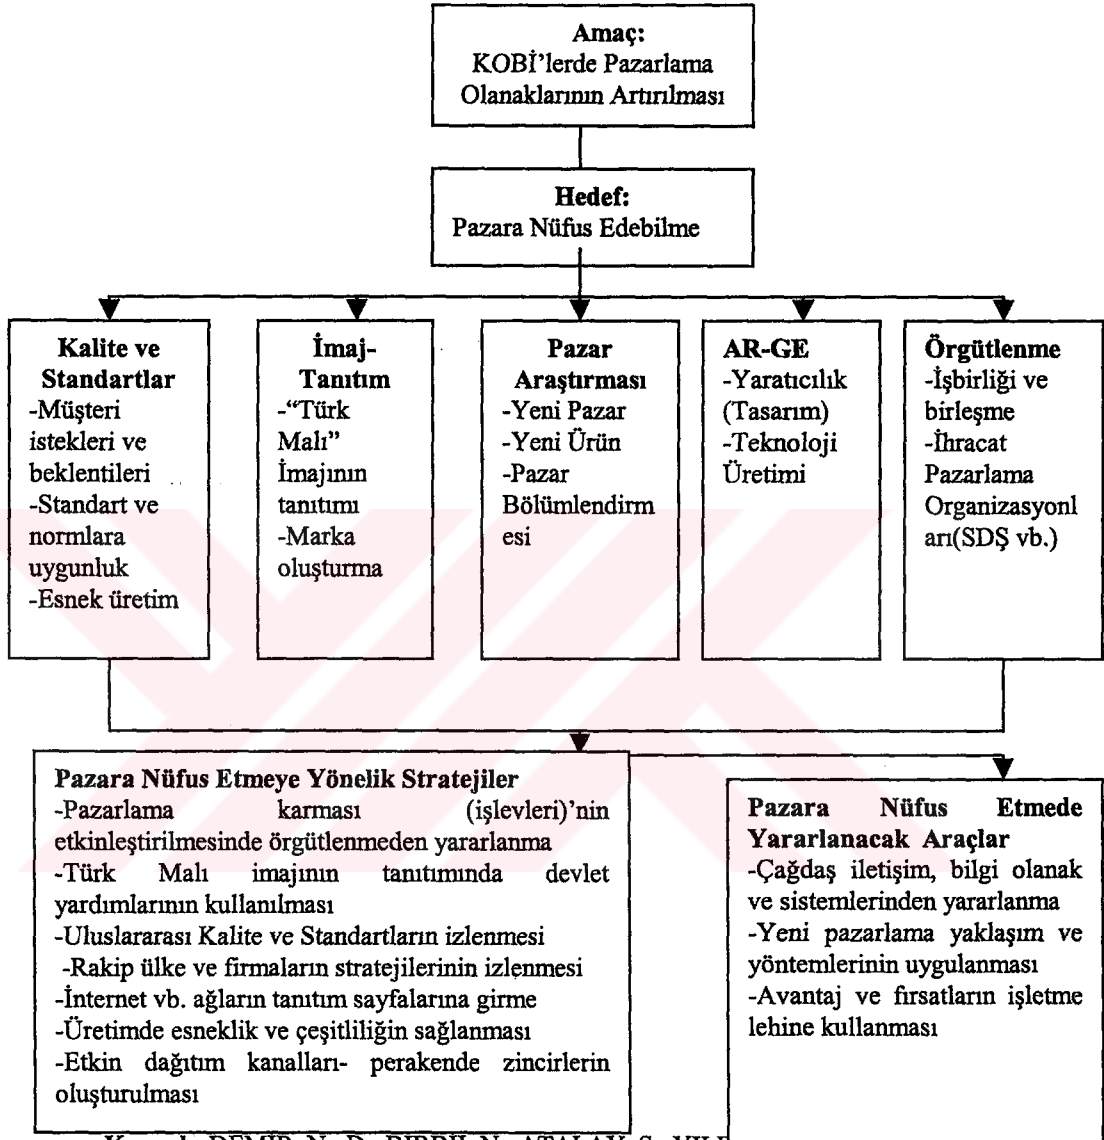 Amaç:
KOBİ'lerde Pazarlama
Olanaklarının Artırılması
Hedef:
Pazara Nüfus Edebilme
Kalite ve
Standartlar
-Müşteri
istekleri ve
beklentileri
-Standart ve
normlara
uygunluk
-Esnek üretim
İmaj-
Tanıtım
-“Türk
Malı”
İmajının
tanıtımı
-Marka
oluşturma
Pazar
Araştırması
-Yeni Pazar
-Yeni Ürün
-Pazar
Bölümlendirm
esi
AR-GE
-Yaratıcılık
(Tasarım)
-Teknoloji
Üretimi
Örgütlenme
-İşbirliği ve
birleşme
-İhracat
Pazarlama
Organizasyonl
arı(SDŞ vb.)
Pazara Nüfus Etmeye Yönelik Stratejiler
-Pazarlama karması (işlevleri)'nin
etkinleştirilmesinde örgütlenmeden yararlanma
-Türk Malı imajının tanıtımında devlet
yardımlarının kullanılması
-Uluslararası Kalite ve Standartların izlenmesi
-Rakip ülke ve firmaların stratejilerinin izlenmesi
-İnternet vb. ağların tanıtım sayfalarına girme
-Üretimde esneklik ve çeşitliliğin sağlanması
-Etkin dağıtım kanalları- perakende zincirlerin
oluşturulması
Pazara Nüfus Etmede
Yararlanacak Araçlar
-Çağdaş iletişim, bilgi olanak
ve sistemlerinden yararlanma
-Yeni pazarlama yaklaşım ve
yöntemlerinin uygulanması
-Avantaj ve fırsatların işletme
lehine kullanması
DEMİR N. D. BIRBİL N. ATALAY S.